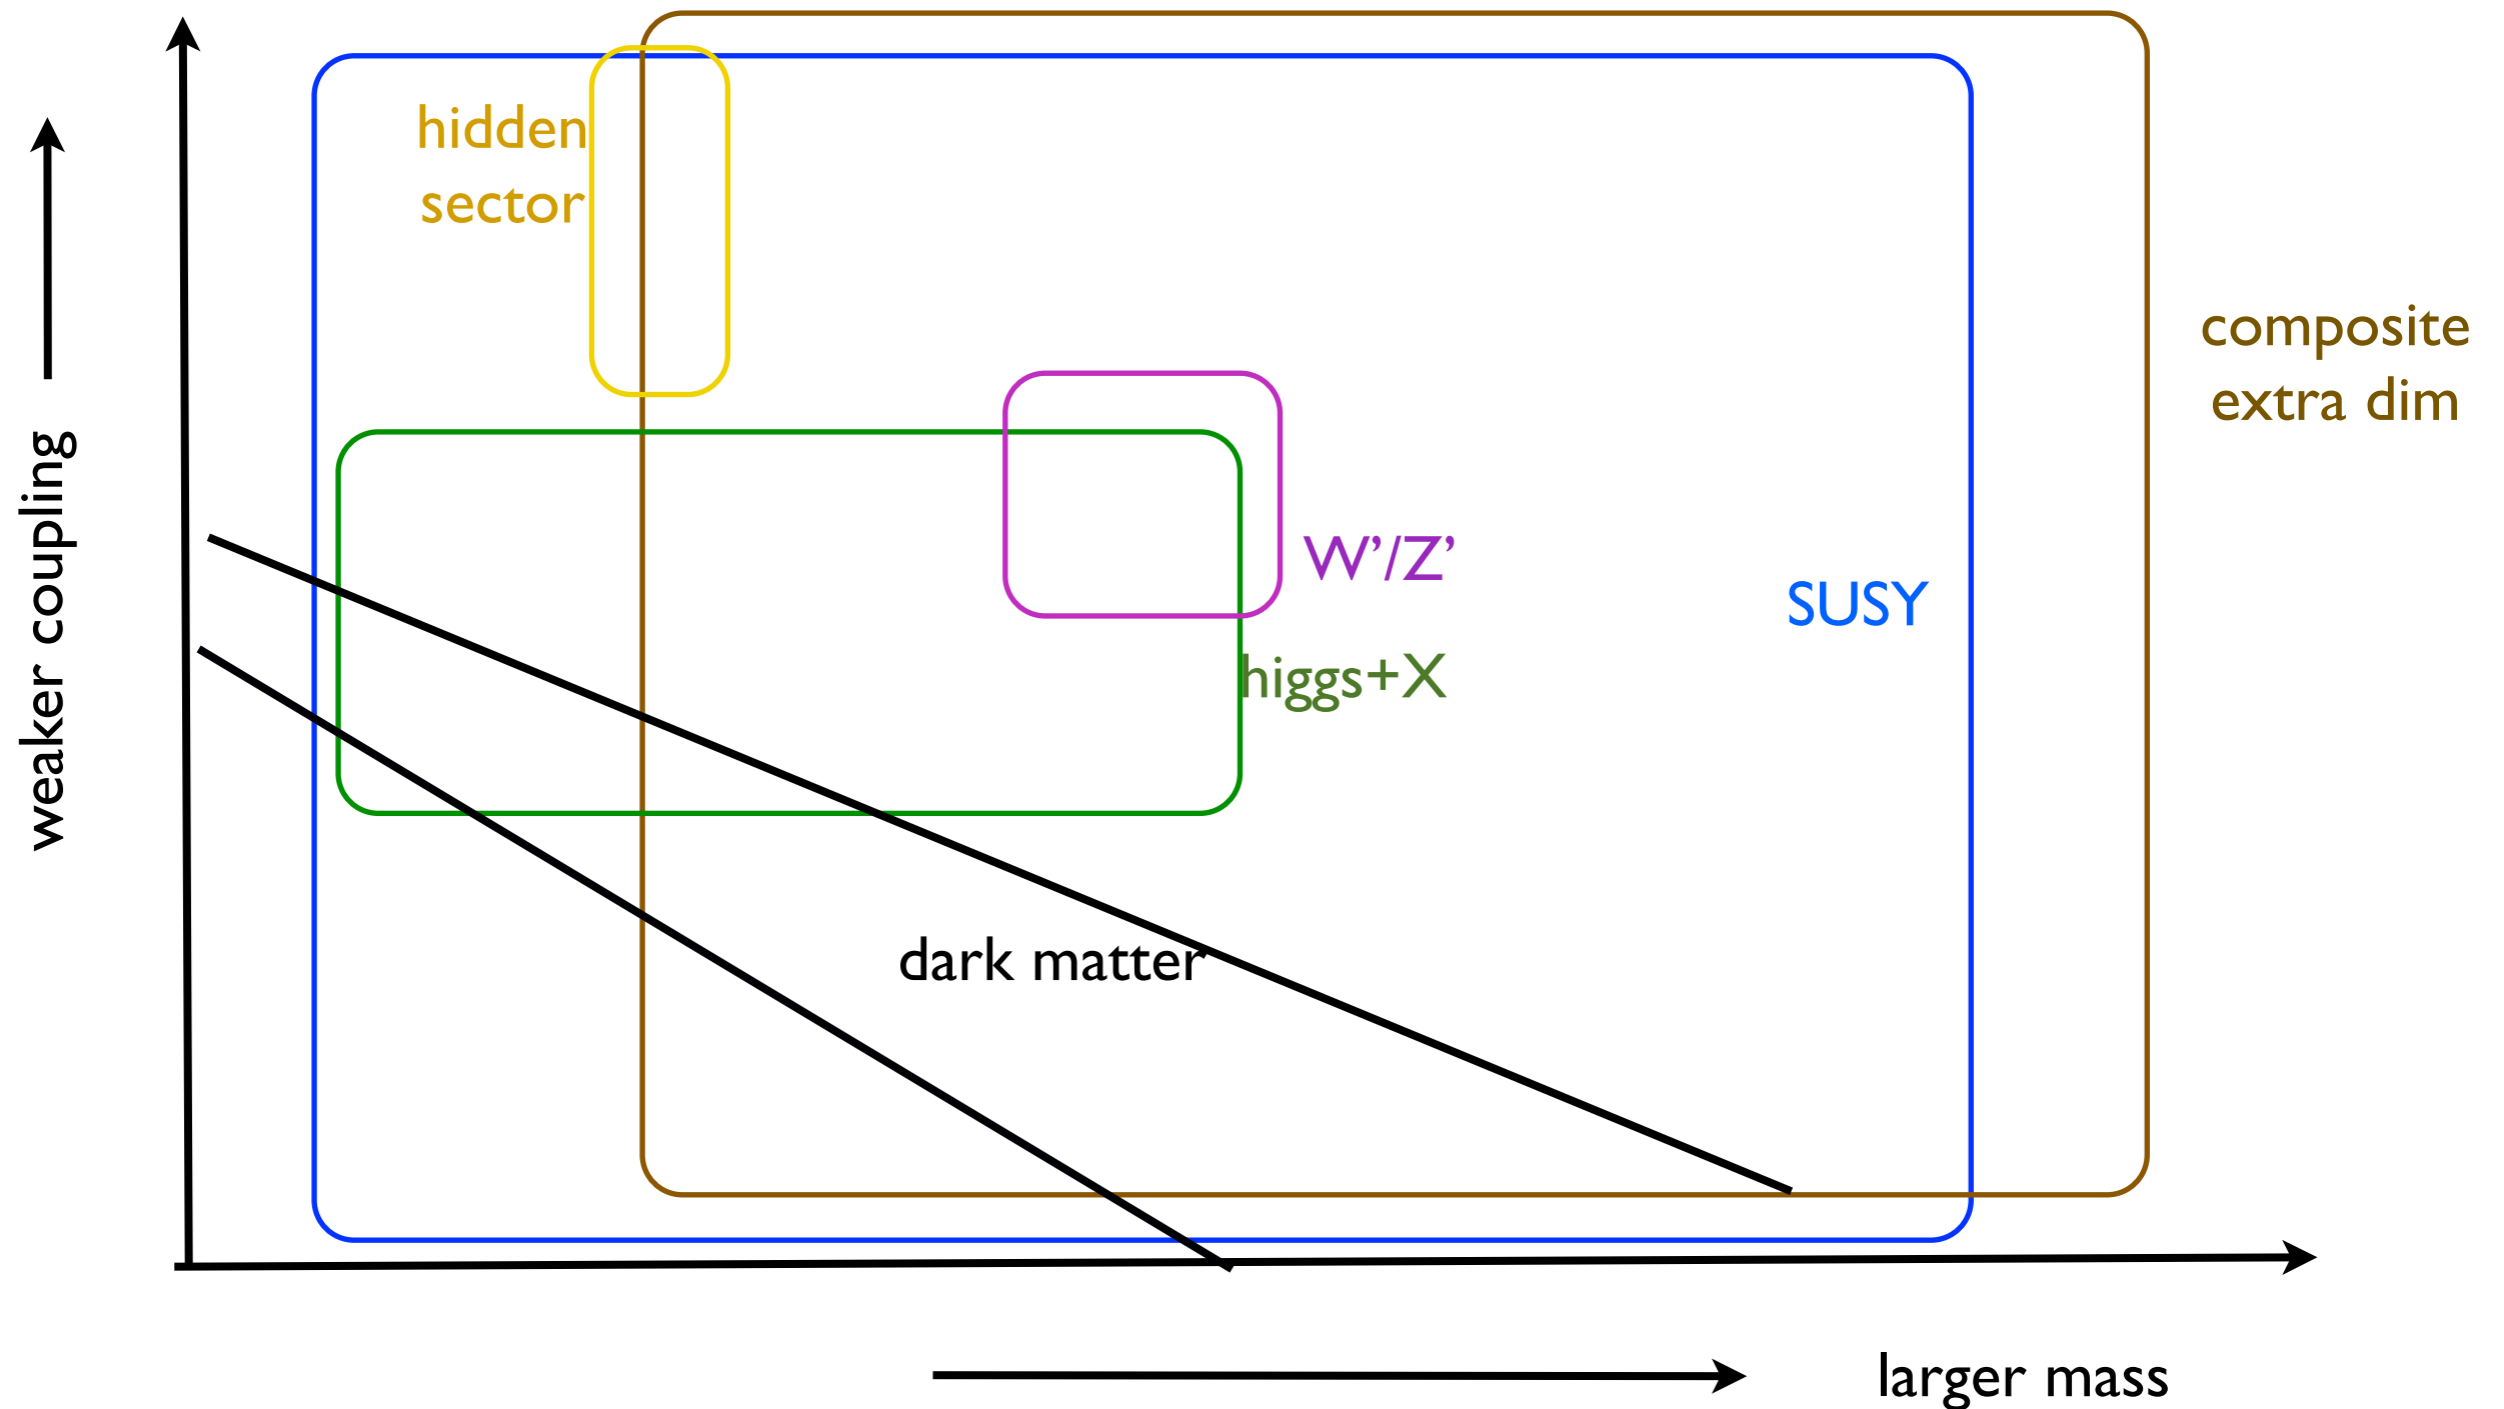 hidden
sector
composite
extra dim
weaker coupling
W’/Z’
SUSY
higgs+X
dark matter
larger mass